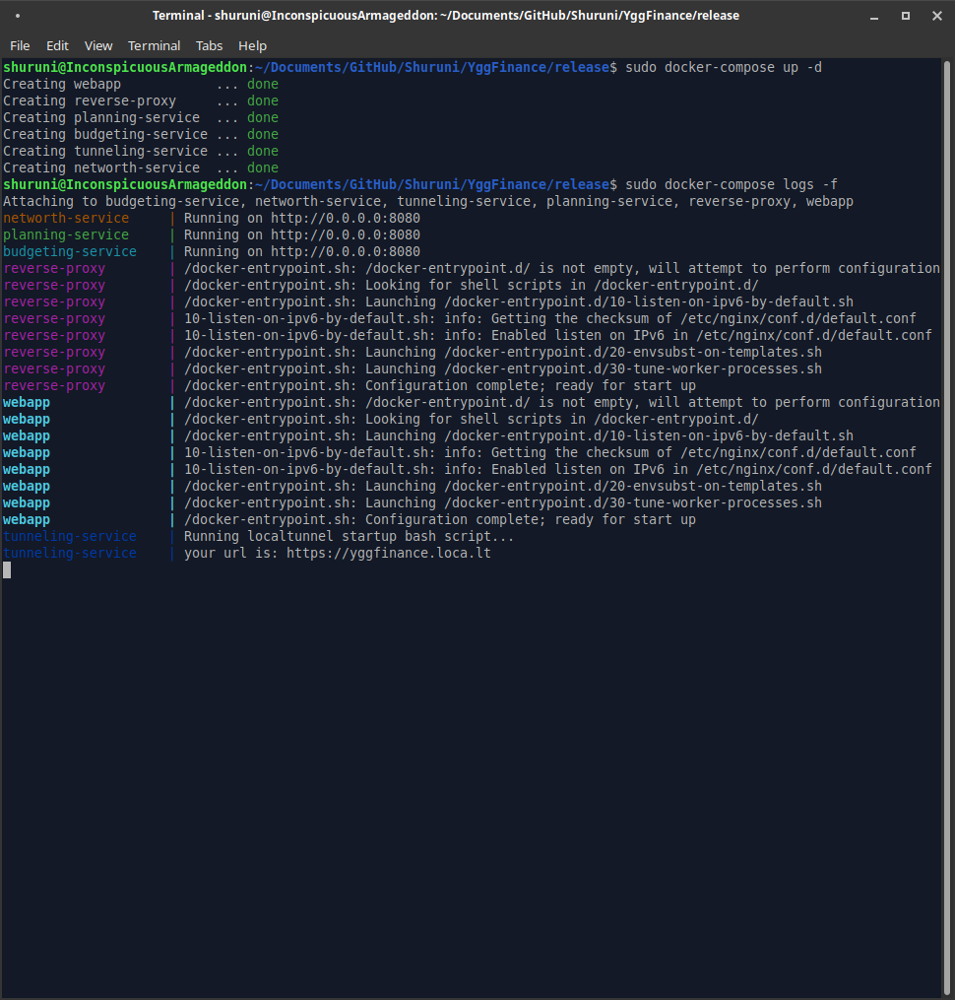 Terminal - shuruni@InconspicuousArmageddon: ~/Documents/GitHub/Shuruni/YggFinance/release
File Edit View Terminal Tabs Help
shuruni@InconspicuousArmageddon:~/Documents/GitHub/Shuruni/YggFinance/release$ sudo docker-compose up -d
Creating webapp            ... done
Creating reverse-proxy     ... done
Creating planning-service  ... done
Creating budgeting-service ... done
Creating tunneling-service ... done
Creating networth-service  ... done
shuruni@InconspicuousArmageddon:~/Documents/GitHub/Shuruni/YggFinance/release$ sudo docker-compose logs -f
Attaching to budgeting-service, networth-service, tunneling-service, planning-service, reverse-proxy, webapp
networth-service     | Running on http://0.0.0.0:8080
planning-service     | Running on http://0.0.0.0:8080
budgeting-service    | Running on http://0.0.0.0:8080
reverse-proxy        | /docker-entrypoint.sh: /docker-entrypoint.d/ is not empty, will attempt to perform configuration
reverse-proxy        | /docker-entrypoint.sh: Looking for shell scripts in /docker-entrypoint.d/
reverse-proxy        | /docker-entrypoint.sh: Launching /docker-entrypoint.d/10-listen-on-ipv6-by-default.sh
reverse-proxy        | 10-listen-on-ipv6-by-default.sh: info: Getting the checksum of /etc/nginx/conf.d/default.conf
reverse-proxy        | 10-listen-on-ipv6-by-default.sh: info: Enabled listen on IPv6 in /etc/nginx/conf.d/default.conf
reverse-proxy        | /docker-entrypoint.sh: Launching /docker-entrypoint.d/20-envsubst-on-templates.sh
reverse-proxy        | /docker-entrypoint.sh: Launching /docker-entrypoint.d/30-tune-worker-processes.sh
reverse-proxy        | /docker-entrypoint.sh: Configuration complete; ready for start up
webapp               | /docker-entrypoint.sh: /docker-entrypoint.d/ is not empty, will attempt to perform configuration
webapp               | /docker-entrypoint.sh: Looking for shell scripts in /docker-entrypoint.d/
webapp               | /docker-entrypoint.sh: Launching /docker-entrypoint.d/10-listen-on-ipv6-by-default.sh
webapp               | 10-listen-on-ipv6-by-default.sh: info: Getting the checksum of /etc/nginx/conf.d/default.conf
webapp               | 10-listen-on-ipv6-by-default.sh: info: Enabled listen on IPv6 in /etc/nginx/conf.d/default.conf
webapp               | /docker-entrypoint.sh: Launching /docker-entrypoint.d/20-envsubst-on-templates.sh
webapp               | /docker-entrypoint.sh: Launching /docker-entrypoint.d/30-tune-worker-processes.sh
webapp               | /docker-entrypoint.sh: Configuration complete; ready for start up
tunneling-service    | Running localtunnel startup bash script...
tunneling-service    | your url is: https://yggfinance.loca.lt